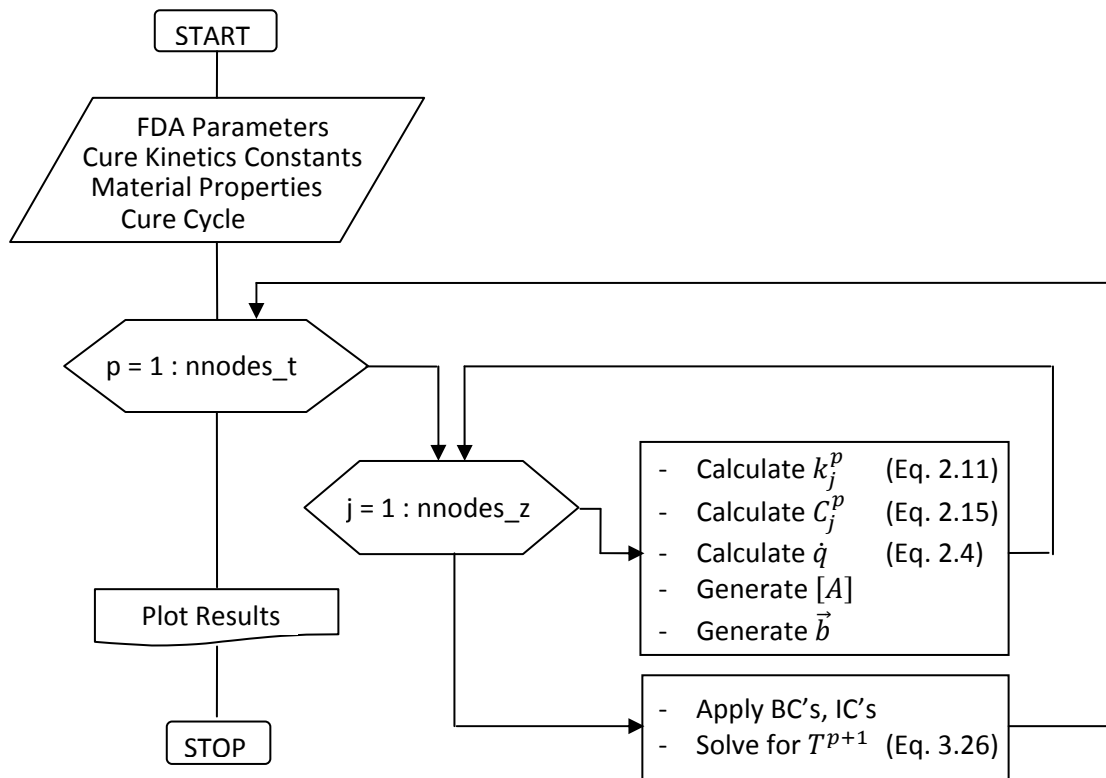 START
FDA Parameters
Cure Kinetics Constants
Material Properties
Cure Cycle
p = 1 : nnodes_t
j = 1 : nnodes_z
- Calculate $k_j^p$ (Eq. 2.11)
- Calculate $C_j^p$ (Eq. 2.15)
- Calculate $\dot{q}$ (Eq. 2.4)
- Generate $[A]$
- Generate $\vec{b}$
- Apply BC’s, IC’s
- Solve for $T^{p+1}$ (Eq. 3.26)
Plot Results
STOP